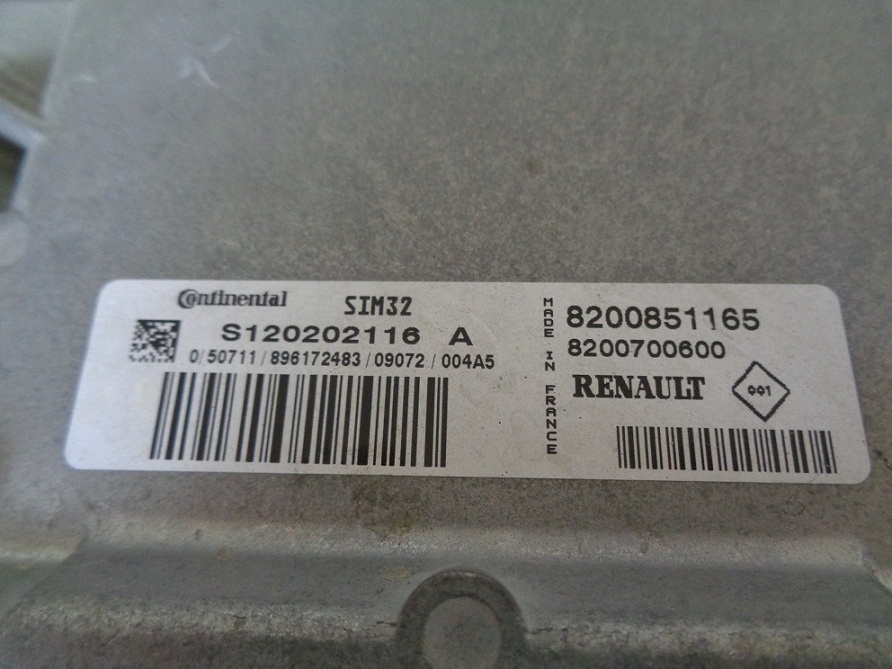 Continental SIM32
S120202116 A
0/50711/896172483/09072/004A5
MADE IN FRANCE
8200851165
8200700600
RENAULT
001